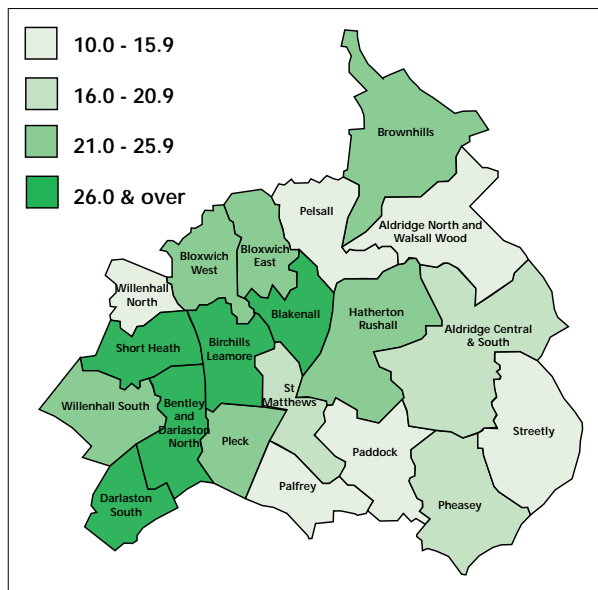 10.0 - 15.9
16.0 - 20.9
21.0 - 25.9
26.0 & over
Brownhills
Pelsall
Aldridge North and
Walsall Wood
Bloxwich
West
Bloxwich
East
Willenhall
North
Blakenall
Hatherton
Rushall
Short Heath
Birchills
Leamore
Aldridge Central
& South
St
Matthews
Willenhall South
Bentley
and
Darlaston
North
Pleck
Paddock
Streetly
Palfrey
Darlaston
South
Pheasey